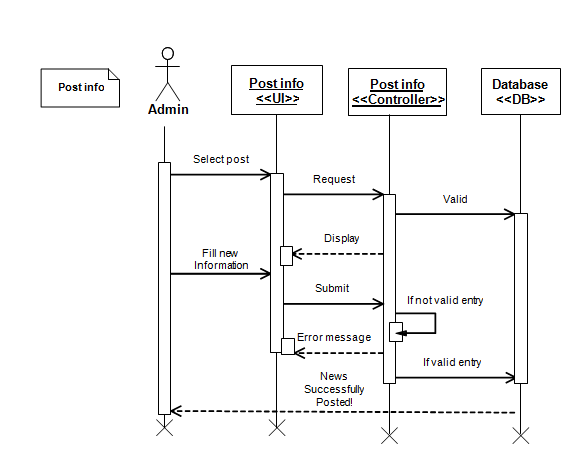 Post info
Admin
Post info
<<UI>>
Post info
<<Controller>>
Database
<<DB>>
Select post
Request
Valid
Display
Fill new
Information
Submit
If not valid entry
Error message
If valid entry
News
Successfully
Posted!